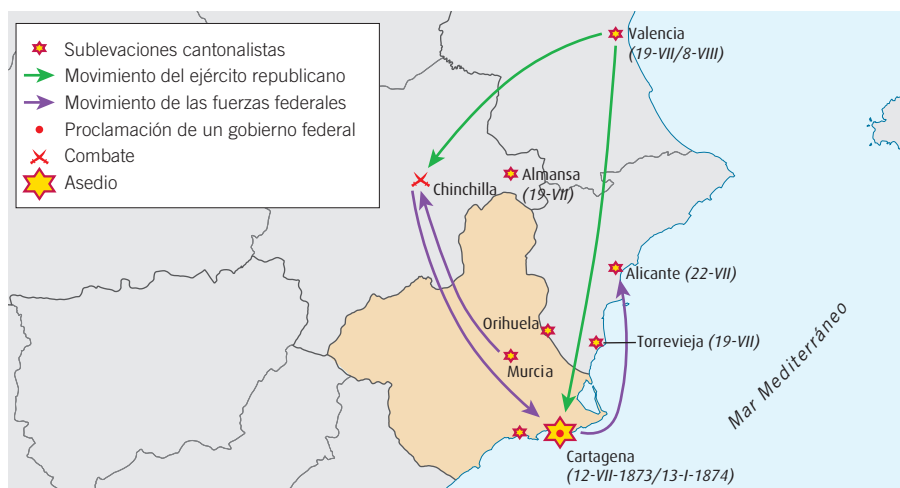 Sublevaciones cantonalistas
Movimiento del ejército republicano
Movimiento de las fuerzas federales
Proclamación de un gobierno federal
Combate
Asedio
Valencia
(19-VII/8-VIII)
Almansa
(19-VII)
Chinchilla
Alicante (22-VII)
Orihuela
Torrevieja (19-VII)
Murcia
Cartagena
(12-VII-1873/13-I-1874)
Mar Mediterráneo